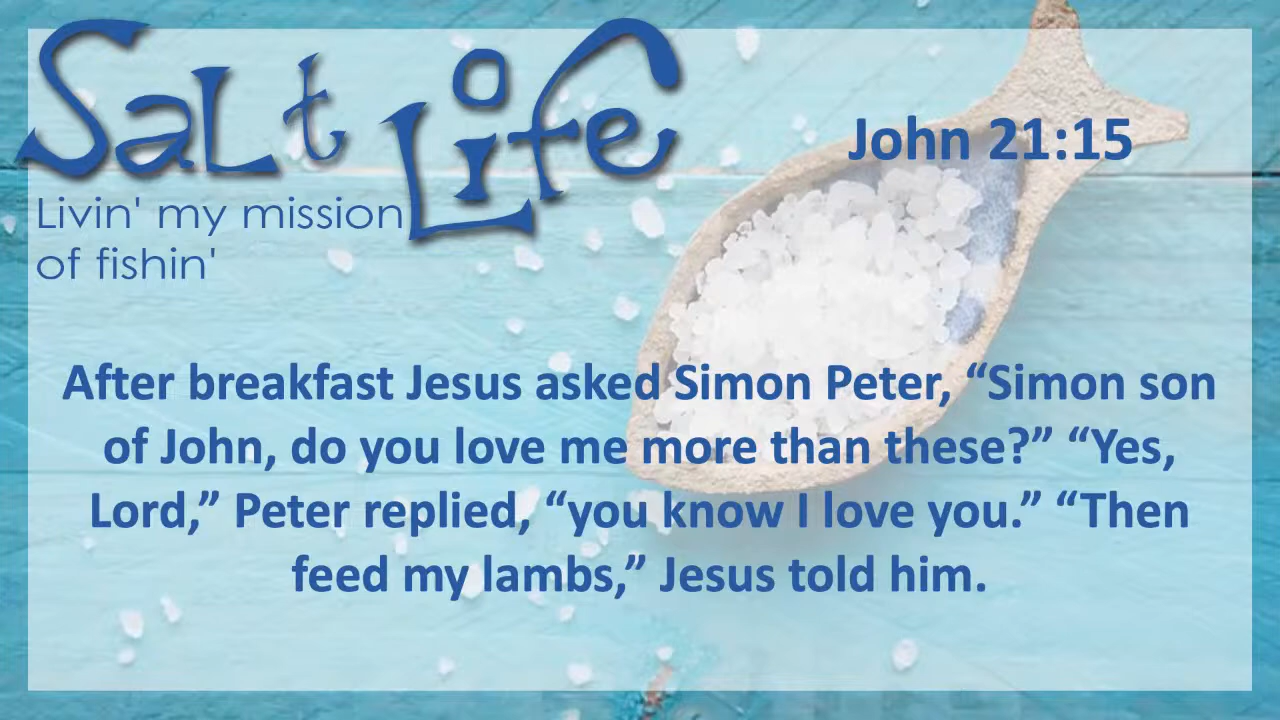 SaLt Life
Livin' my mission
of fishin'
John 21:15
After breakfast Jesus asked Simon Peter, “Simon son
of John, do you love me more than these?” “Yes,
Lord,” Peter replied, “you know I love you.” “Then
feed my lambs,” Jesus told him.